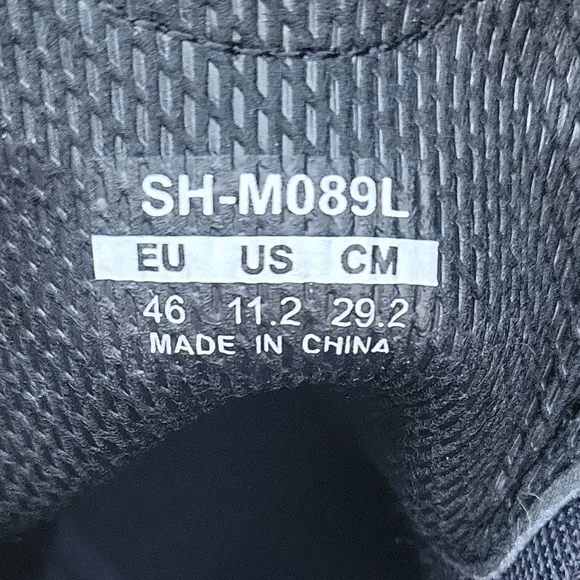 SH-M089L
EU US CM
46 11.2 29.2
MADE IN CHINA